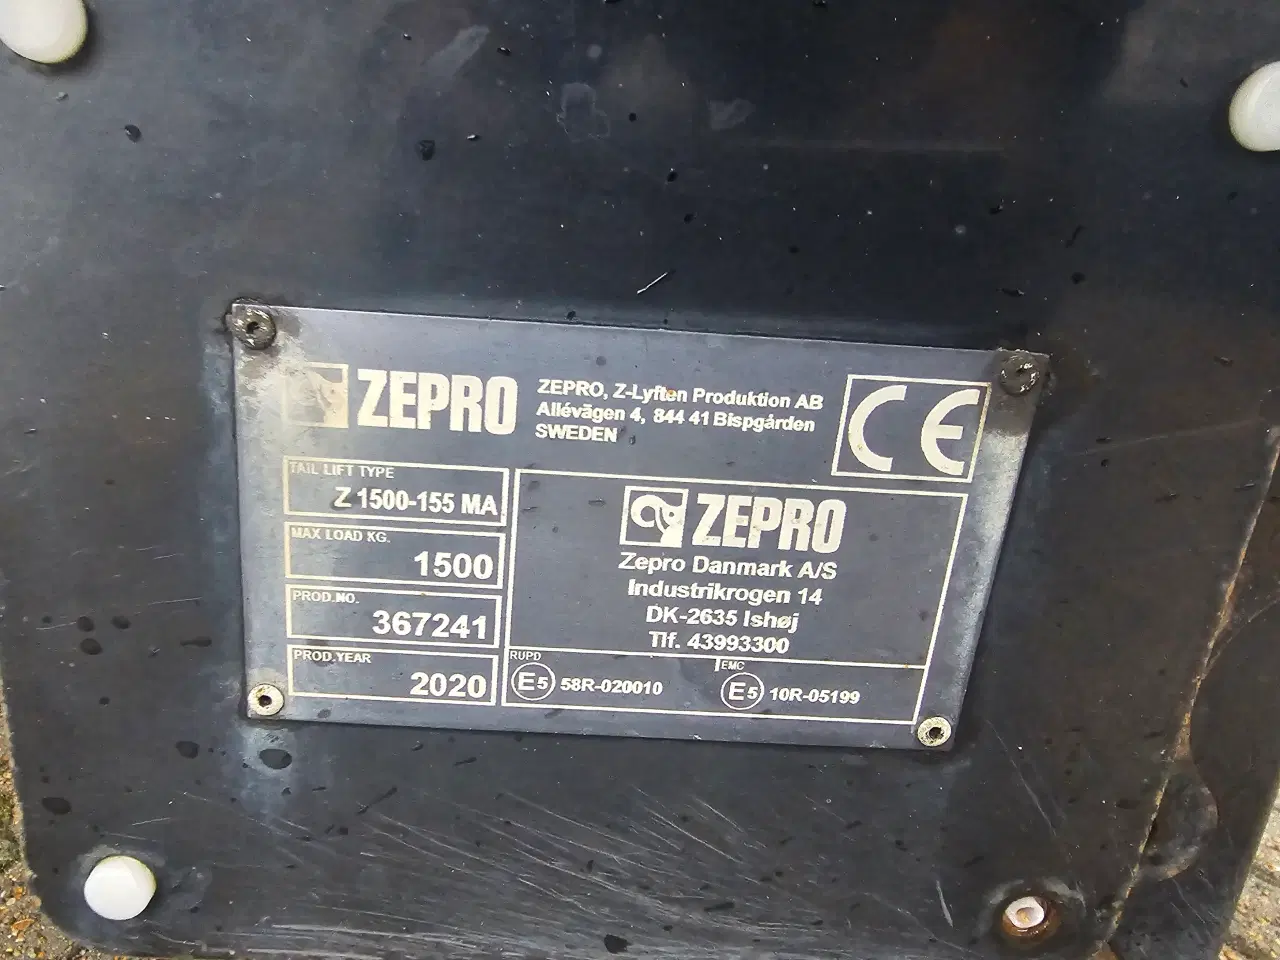 ZEPRO
ZEPRO, Z-Lyften Produktion AB
Allévägen 4, 844 41 Bispgården
SWEDEN
CE
TAIL LIFT TYPE
Z 1500-155 MA
MAX LOAD KG.
1500
PROD.NO.
367241
PROD.YEAR
2020
ZEPRO
Zepro Danmark A/S
Industrikrogen 14
DK-2635 Ishøj
Tlf. 43993300
RUPD
E5 58R-020010
EMC
E5 10R-05199